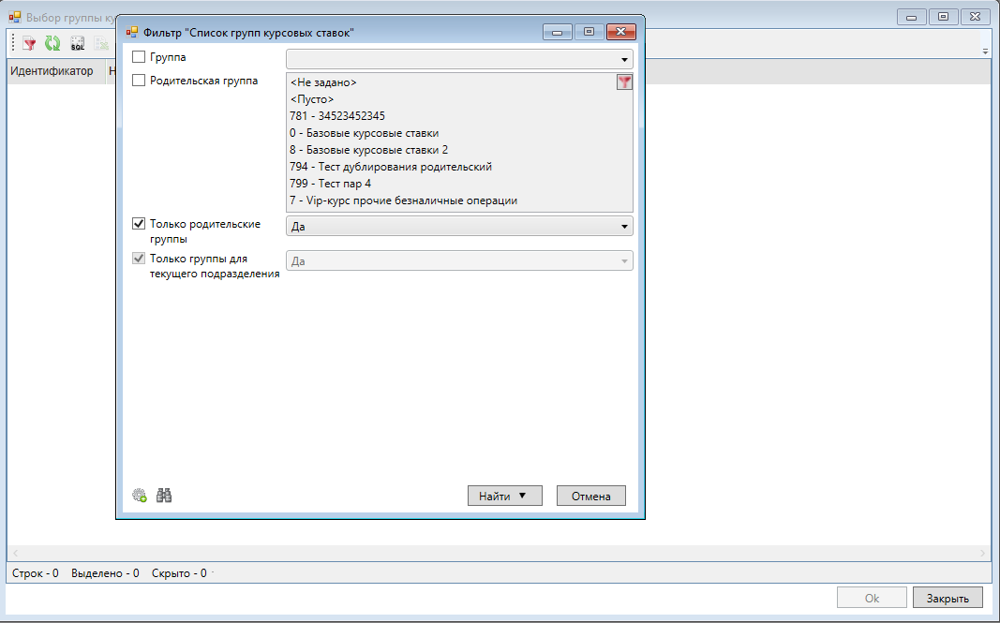 Выбор группы ку
Фильтр "Список групп курсовых ставок"
SQL
Идентификатор
Н
Группа
Родительская группа
<Не задано>
<Пусто>
781 - 34523452345
0 - Базовые курсовые ставки
8 - Базовые курсовые ставки 2
794 - Тест дублирования родительский
799 - Тест пар 4
7 - Vip-курс прочие безналичные операции
Только родительские
группы
Да
Только группы для
текущего подразделения
Да
Найти
Отмена
Строк - 0 Выделено - 0 Скрыто - 0
Ok
Закрыть